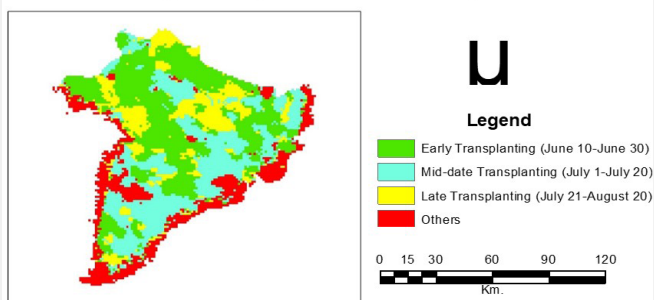 u
Legend
Early Transplanting (June 10-June 30)
Mid-date Transplanting (July 1-July 20)
Late Transplanting (July 21-August 20)
Others
0 15 30 60 90 120
Km.